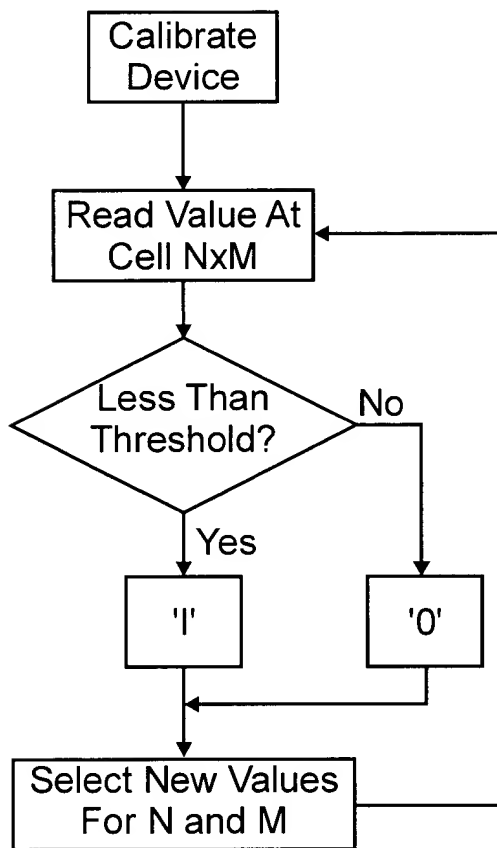 Calibrate
Device
Read Value At
Cell NxM
Less Than
Threshold?
No
Yes
'I'
'0'
Select New Values
For N and M